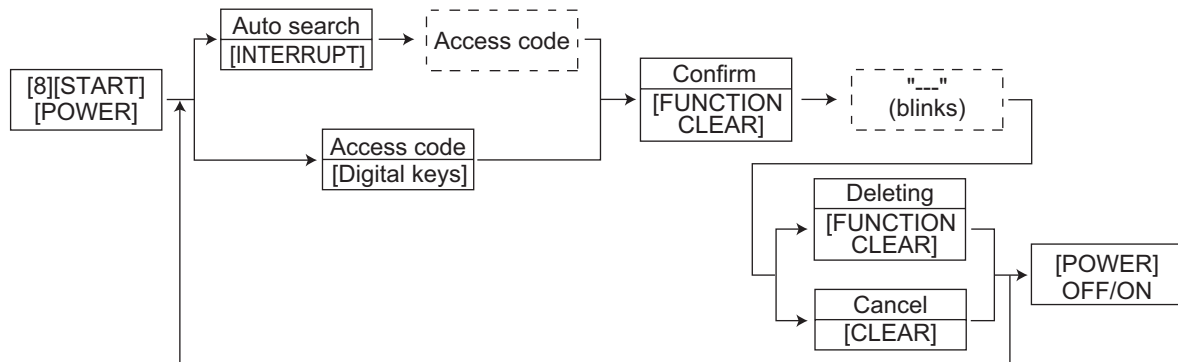 [8][START]
[POWER]
Auto search
[INTERRUPT]
Access code
Access code
[Digital keys]
Confirm
[FUNCTION
CLEAR]
"---"
(blinks)
Deleting
[FUNCTION
CLEAR]
Cancel
[CLEAR]
[POWER]
OFF/ON